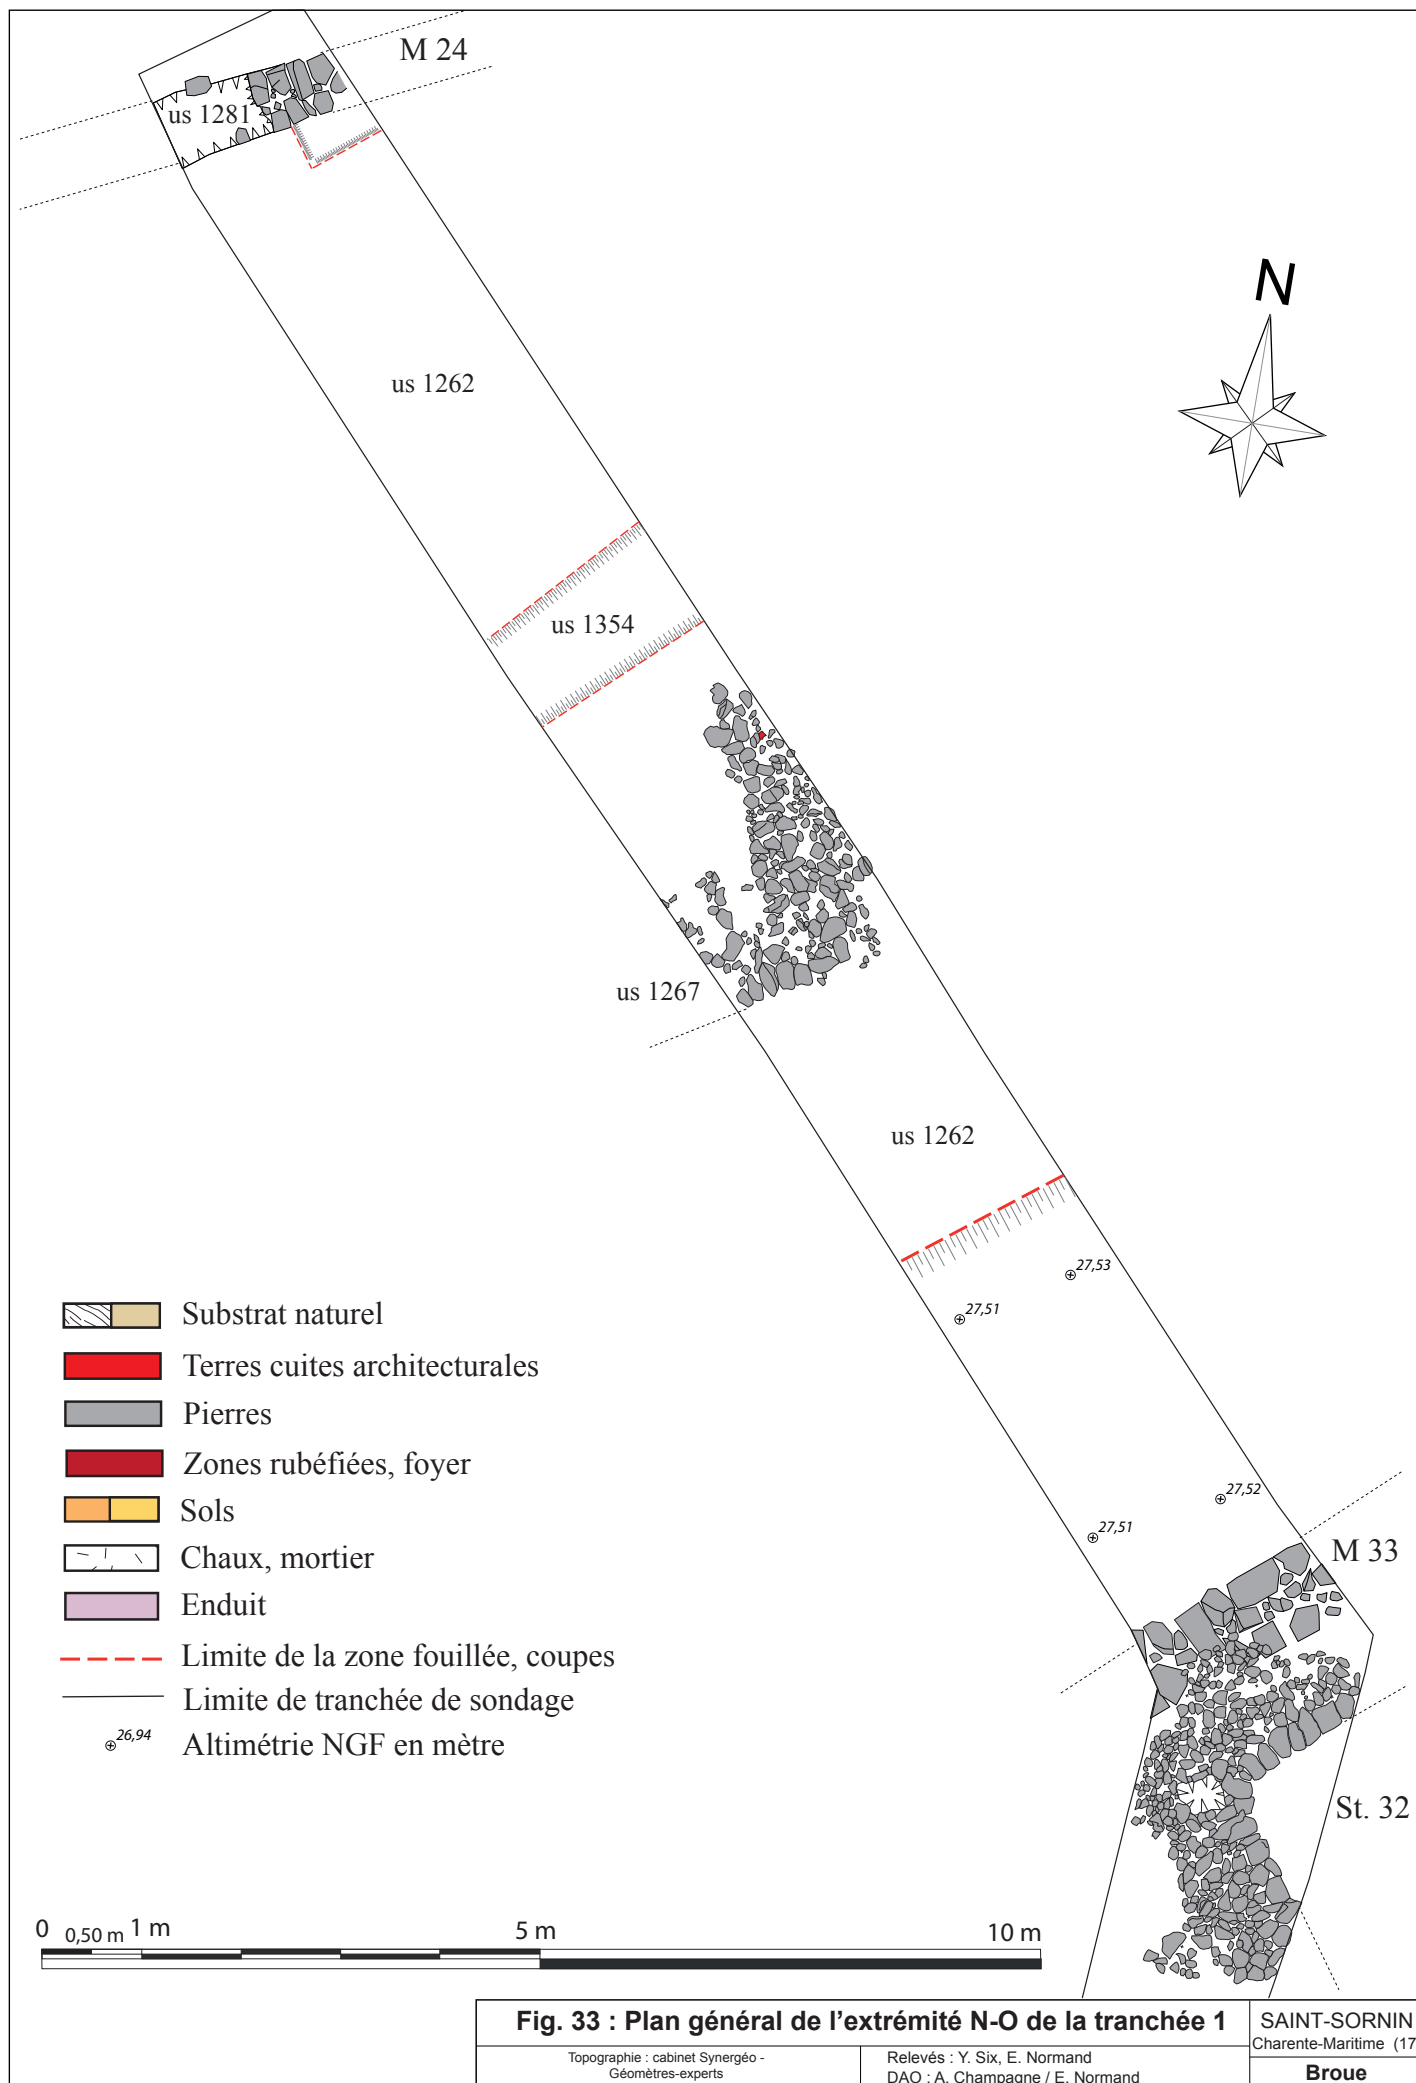 M 24
us 1281
N
us 1262
us 1354
us 1267
us 1262
27,53
27,51
27,52
27,51
M 33
St. 32
Substrat naturel
Terres cuites architecturales
Pierres
Zones rubéfiées, foyer
Sols
Chaux, mortier
Enduit
Limite de la zone fouillée, coupes
Limite de tranchée de sondage
26,94 Altimétrie NGF en mètre
0 0,50 m 1 m 5 m 10 m
Fig. 33 : Plan général de l’extrémité N-O de la tranchée 1
SAINT-SORNIN
Charente-Maritime (17
Topographie : cabinet Synergéo -
Géomètres-experts
Relevés : Y. Six, E. Normand
DAO : A. Champagne / E. Normand
Broue